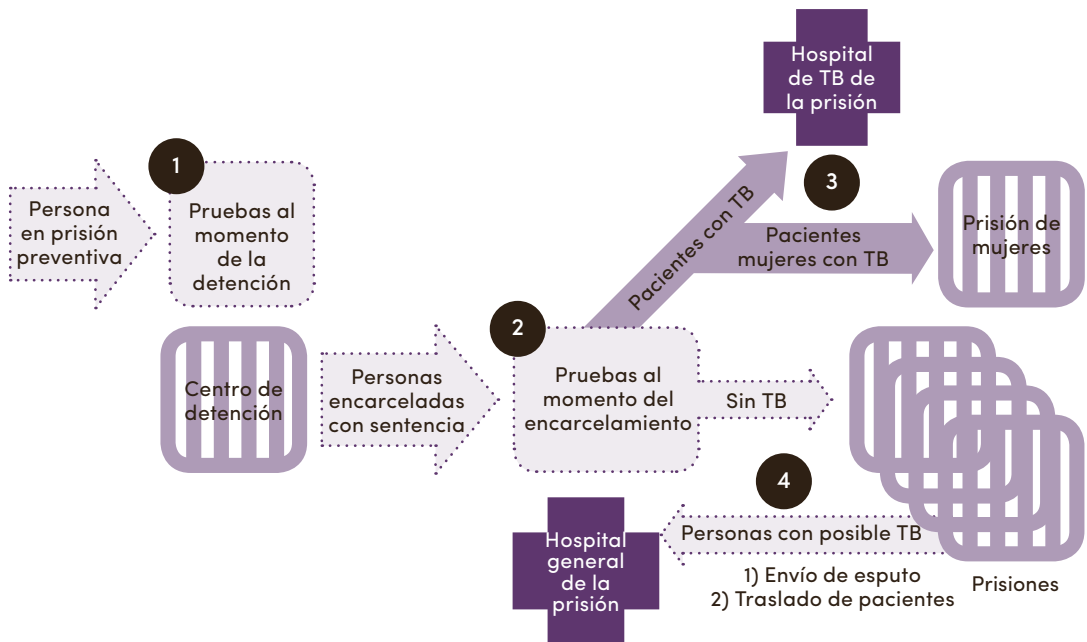 Hospital
de TB de
la prisión
1
Persona
en prisión
preventiva
Pruebas al
momento
de la
detención
Pacientes con TB
3
Pacientes
mujeres con TB
Prisión de
mujeres
Centro de
detención
Personas
encarceladas
con sentencia
2
Pruebas al
momento del
encarcelamiento
Sin TB
4
Personas con posible TB
1) Envío de esputo
2) Traslado de pacientes
Prisiones
Hospital
general
de la
prisión